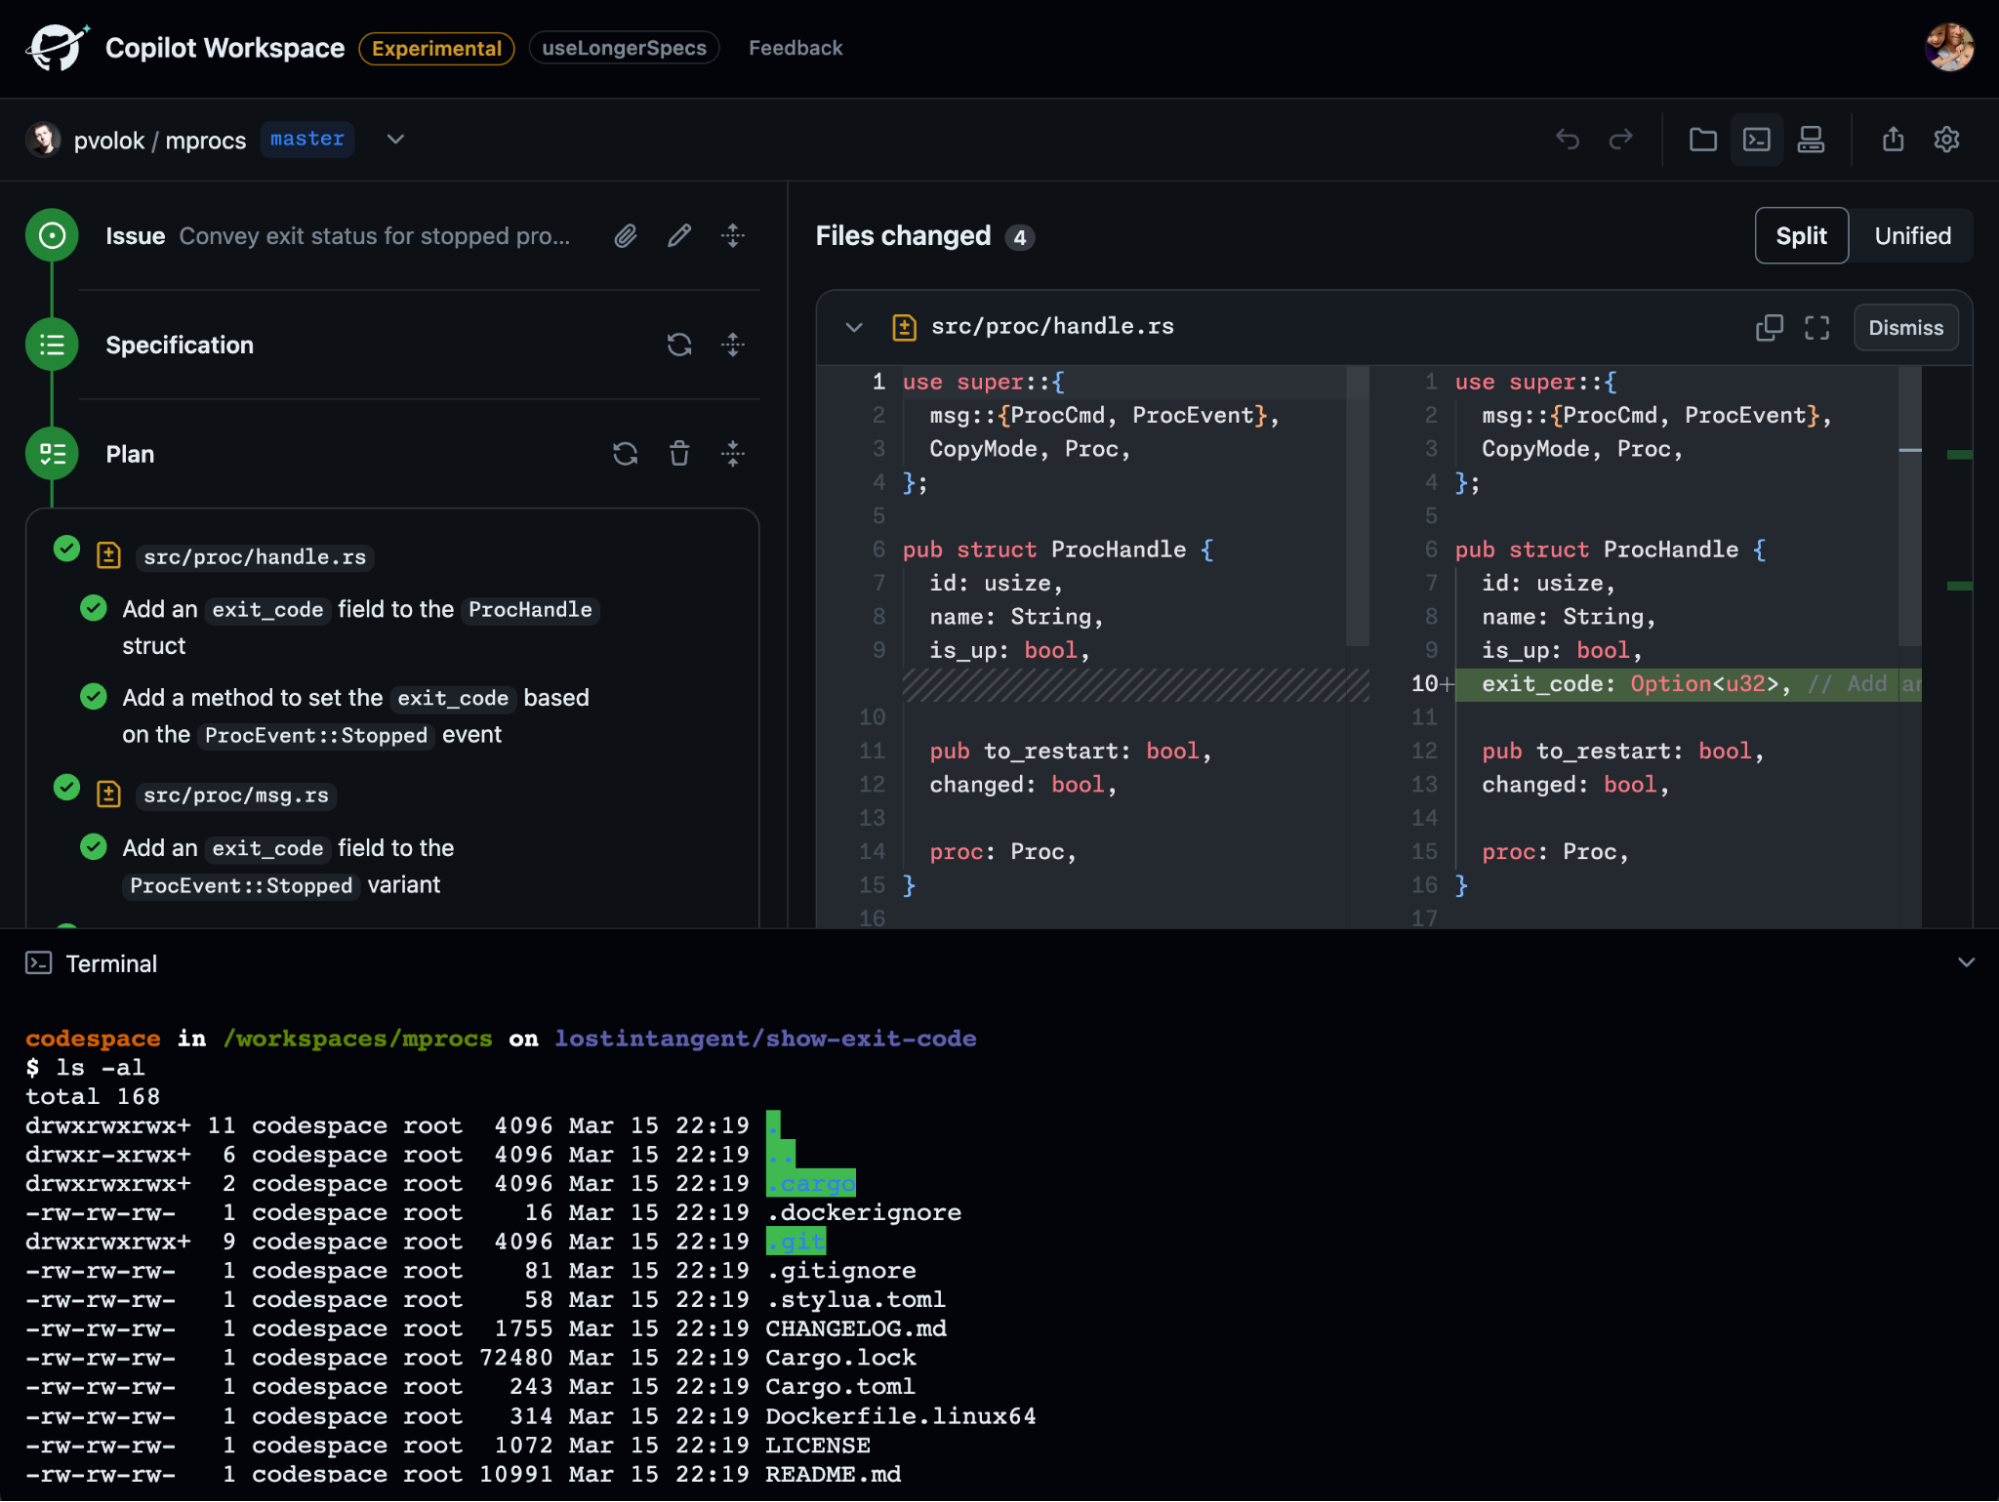 Copilot Workspace Experimental useLongerSpecs Feedback
pvolok / mprocs master
Issue Convey exit status for stopped pro...
Specification
Plan
src/proc/handle.rs
Add an exit_code field to the ProcHandle
struct
Add a method to set the exit_code based
on the ProcEvent::Stopped event
src/proc/msg.rs
Add an exit_code field to the
ProcEvent::Stopped variant
Files changed 4
Split Unified
src/proc/handle.rs
Dismiss
1 use super::{
2 msg::{ProcCmd, ProcEvent},
3 CopyMode, Proc,
4 };
5
6 pub struct ProcHandle {
7 id: usize,
8 name: String,
9 is_up: bool,
10
11 pub to_restart: bool,
12 changed: bool,
13
14 proc: Proc,
15 }
16
1 use super::{
2 msg::{ProcCmd, ProcEvent},
3 CopyMode, Proc,
4 };
5
6 pub struct ProcHandle {
7 id: usize,
8 name: String,
9 is_up: bool,
10+ exit_code: Option<u32>, // Add an
11
12 pub to_restart: bool,
13 changed: bool,
14
15 proc: Proc,
16 }
17
Terminal
codespace in /workspaces/mprocs on lostintangent/show-exit-code
$ ls -al
total 168
drwxrwxrwx+ 11 codespace root 4096 Mar 15 22:19 .
drwxr-xrwx+ 6 codespace root 4096 Mar 15 22:19 ..
drwxrwxrwx+ 2 codespace root 4096 Mar 15 22:19 .cargo
-rw-rw-rw- 1 codespace root 16 Mar 15 22:19 .dockerignore
drwxrwxrwx+ 9 codespace root 4096 Mar 15 22:19 .git
-rw-rw-rw- 1 codespace root 81 Mar 15 22:19 .gitignore
-rw-rw-rw- 1 codespace root 58 Mar 15 22:19 .stylua.toml
-rw-rw-rw- 1 codespace root 1755 Mar 15 22:19 CHANGELOG.md
-rw-rw-rw- 1 codespace root 72480 Mar 15 22:19 Cargo.lock
-rw-rw-rw- 1 codespace root 243 Mar 15 22:19 Cargo.toml
-rw-rw-rw- 1 codespace root 314 Mar 15 22:19 Dockerfile.linux64
-rw-rw-rw- 1 codespace root 1072 Mar 15 22:19 LICENSE
-rw-rw-rw- 1 codespace root 10991 Mar 15 22:19 README.md